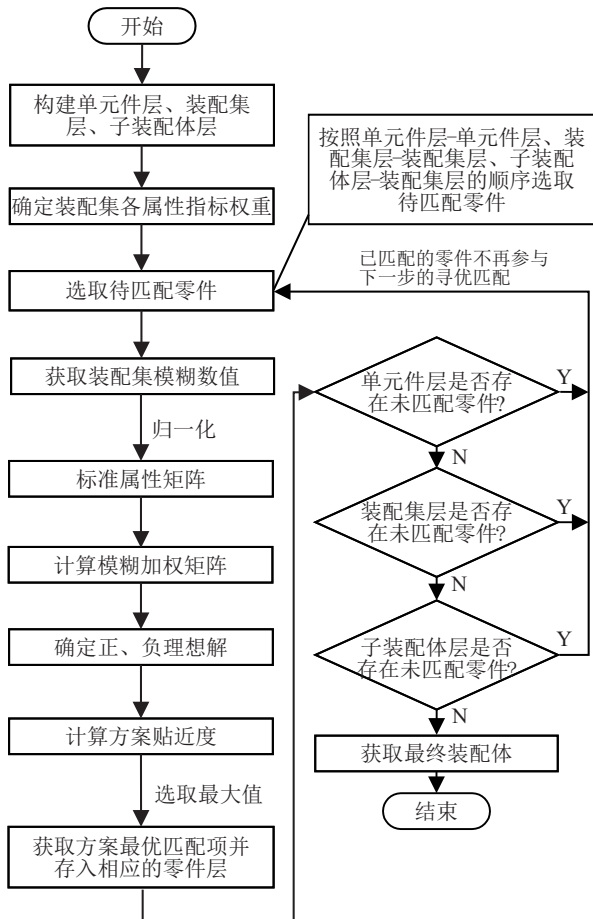 开始
构建单元件层、装配集
层、子装配体层
确定装配集各属性指标权重
选取待匹配零件
按照单元件层-单元件层、装
配集层-装配集层、子装配
体层-装配集层的顺序选取
待匹配零件
已匹配的零件不再参与
下一步的寻优匹配
获取装配集模糊数值
归一化
标准属性矩阵
计算模糊加权矩阵
确定正、负理想解
计算方案贴近度
选取最大值
获取方案最优匹配项并
存入相应的零件层
单元件层是否存
在未匹配零件?
Y
N
装配集层是否存
在未匹配零件?
Y
N
子装配体层是否
存在未匹配零件?
Y
N
获取最终装配体
结束